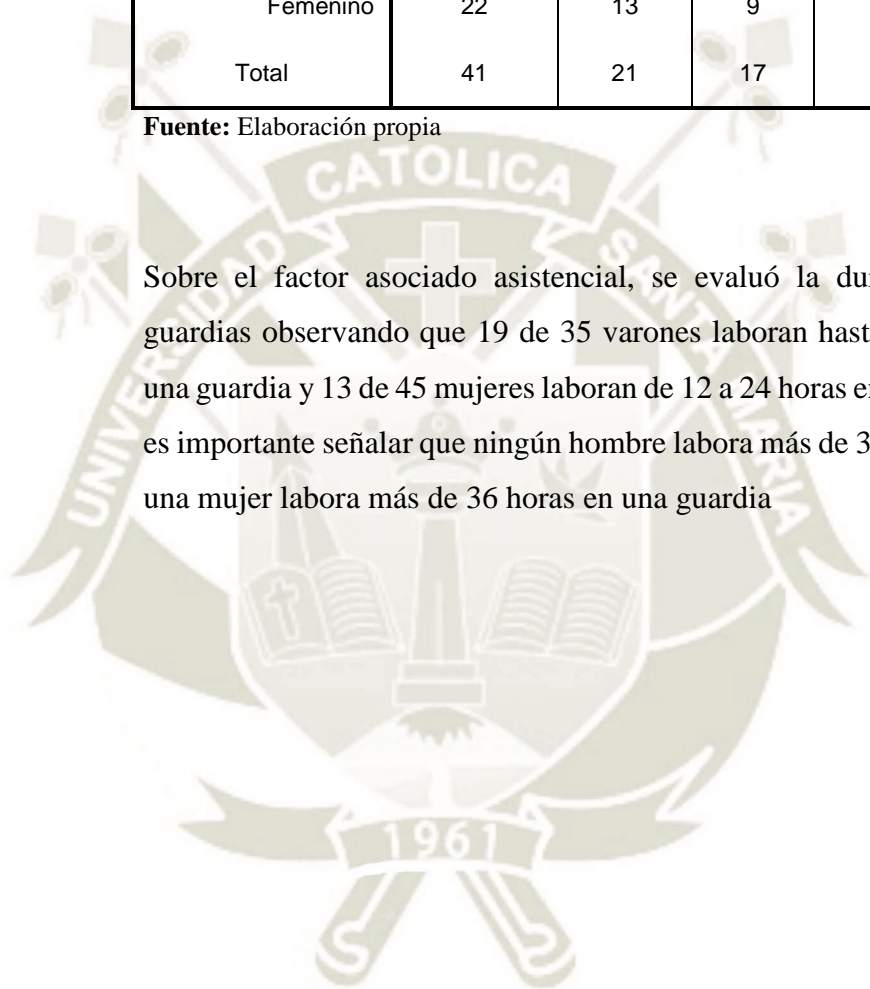 Femenino 22 13 9
Total 41 21 17
Fuente: Elaboración propia
CATOLICA
UNIVERSIDAD
SANTA MARIA
Sobre el factor asociado asistencial, se evaluó la
guardias observando que 19 de 35 varones laboran
una guardia y 13 de 45 mujeres laboran de 12 a 24 horas
es importante señalar que ningún hombre labora más de
una mujer labora más de 36 horas en una guardia
1961